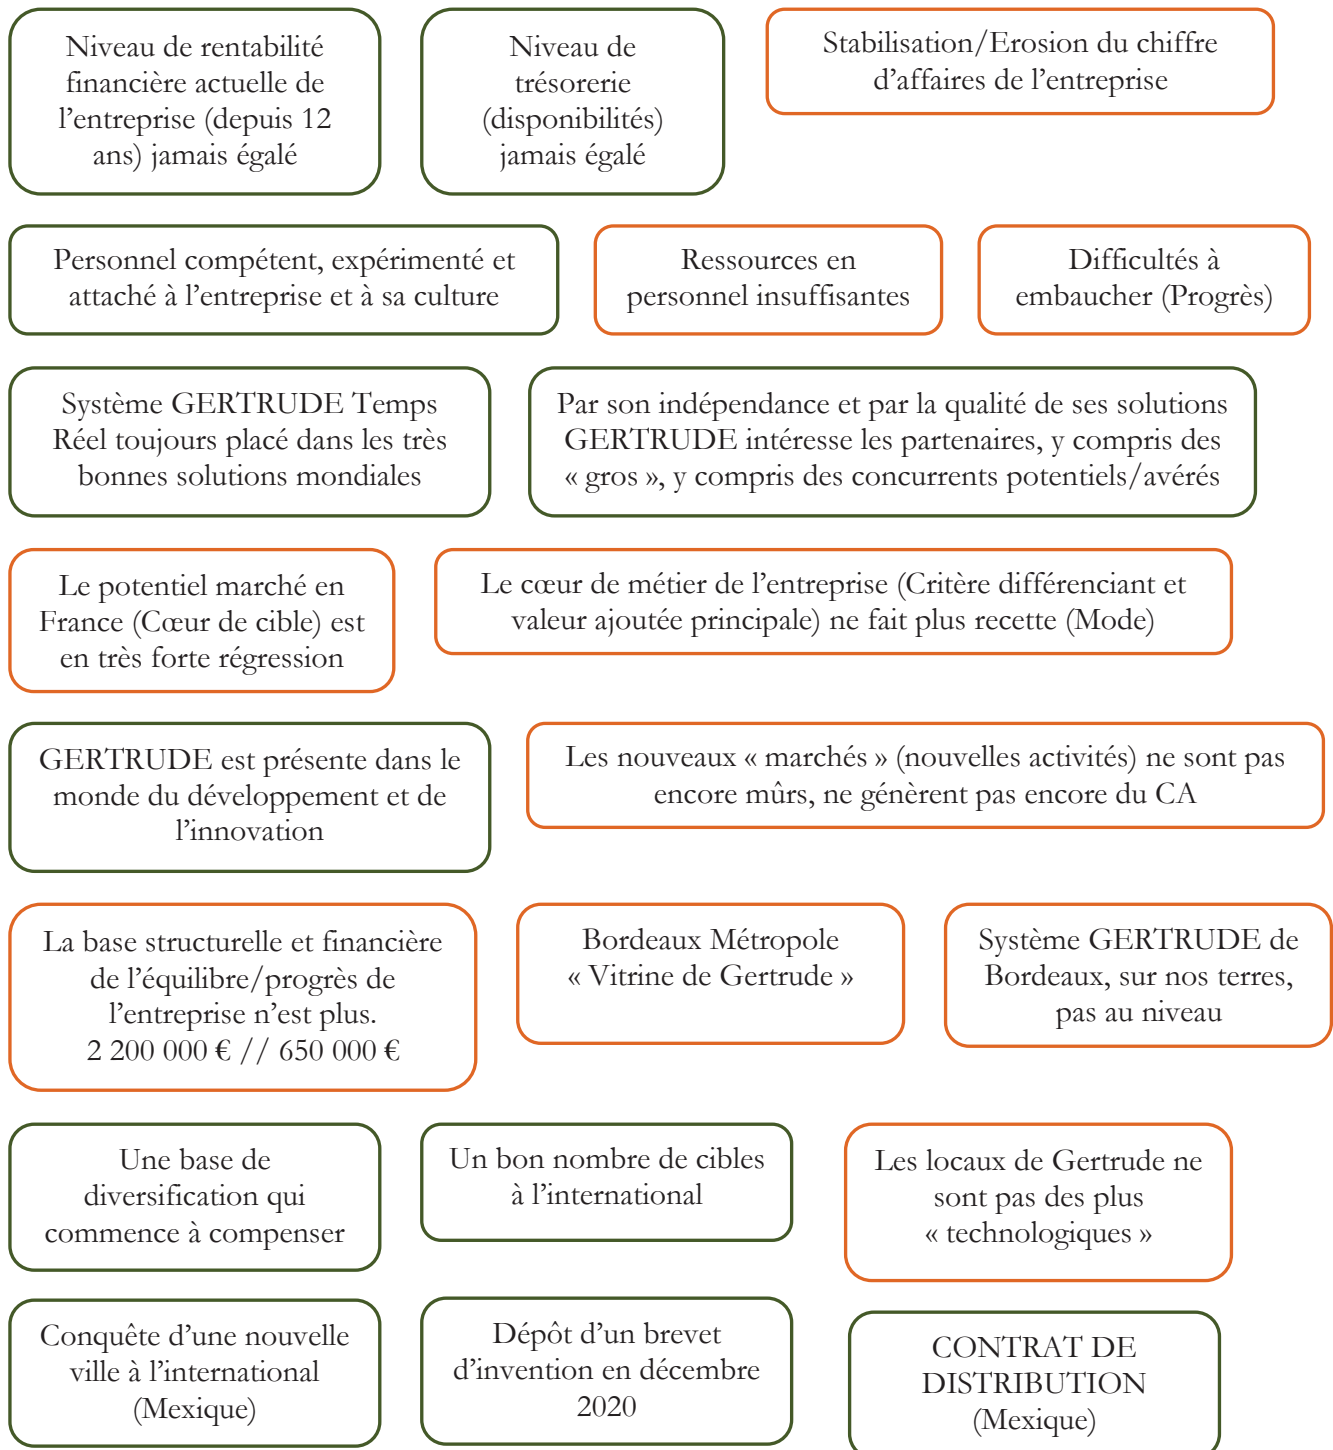 Niveau de rentabilité
financière actuelle de
l'entreprise (depuis 12
ans) jamais égalé
Niveau de
trésorerie
(disponibilités)
jamais égalé
Stabilisation/Erosion du chiffre
d'affaires de l'entreprise
Personnel compétent, expérimenté et
attaché à l'entreprise et à sa culture
Ressources en
personnel insuffisantes
Difficultés à
embaucher (Progrès)
Système GERTRUDE Temps
Réel toujours placé dans les très
bonnes solutions mondiales
Par son indépendance et par la qualité de ses solutions
GERTRUDE intéresse les partenaires, y compris des
« gros », y compris des concurrents potentiels/avérés
Le potentiel marché en
France (Cœur de cible) est
en très forte régression
Le cœur de métier de l'entreprise (Critère différenciant et
valeur ajoutée principale) ne fait plus recette (Mode)
GERTRUDE est présente dans le
monde du développement et de
l'innovation
Les nouveaux « marchés » (nouvelles activités) ne sont pas
encore mûrs, ne génèrent pas encore du CA
La base structurelle et financière
de l'équilibre/progrès de
l'entreprise n'est plus.
2 200 000 € // 650 000 €
Bordeaux Métropole
« Vitrine de Gertrude »
Système GERTRUDE de
Bordeaux, sur nos terres,
pas au niveau
Une base de
diversification qui
commence à compenser
Un bon nombre de cibles
à l'international
Les locaux de Gertrude ne
sont pas des plus
« technologiques »
Conquête d'une nouvelle
ville à l'international
(Mexique)
Dépôt d'un brevet
d'invention en décembre
2020
CONTRAT DE
DISTRIBUTION
(Mexique)